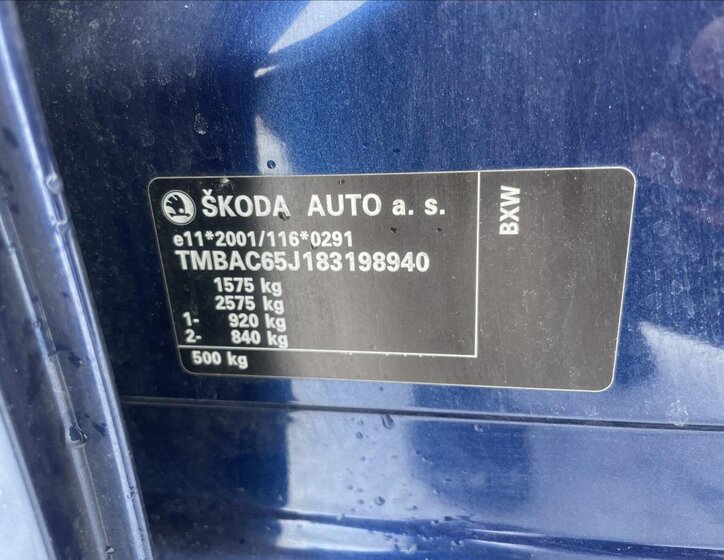 ŠKODA AUTO a. s.
e11*2001/116*0291
TMBAC65J183198940
1575 kg
2575 kg
1- 920 kg
2- 840 kg
500 kg
BXW